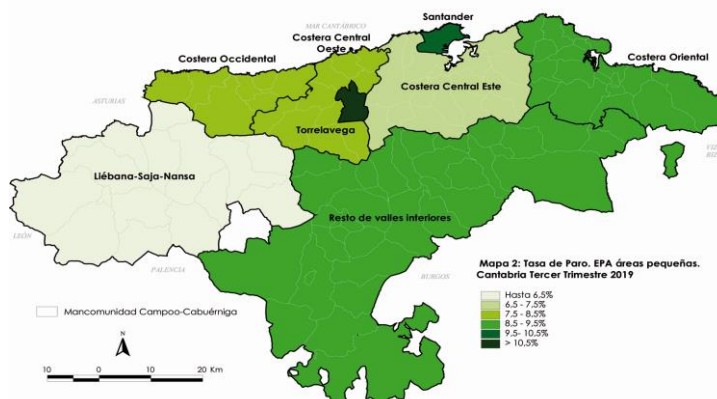 MAR CANTÁBRICO
Santander
Costera Central
Oeste
Costera Occidental
Costera Oriental
Costera Central Este
ASTURIAS
Torrelavega
Liébana-Saja-Nansa
Resto de valles interiores
LEÓN
PALENCIA
BURGOS
Mapa 2: Tasa de Paro. EPA áreas pequeñas.
Cantabria Tercer Trimestre 2019
Hasta 6,5%
6,5 - 7,5%
7,5 - 8,5%
8,5 - 9,5%
9,5- 10,5%
> 10,5%
Mancomunidad Campoo-Cabuérniga
N
10 0 10 20 Km